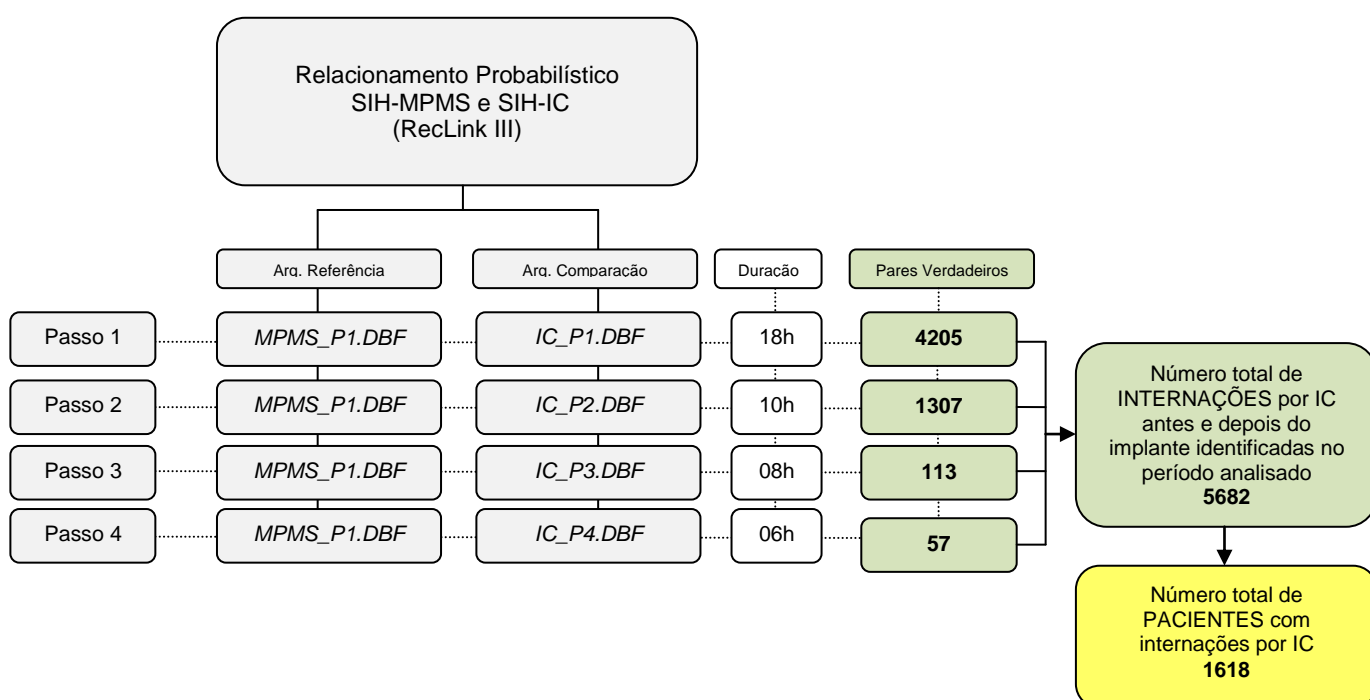 Relacionamento Probabilístico
SIH-MPMS e SIH-IC
(RecLink III)
Arq. Referência
Arq. Comparação
Duração
Pares Verdadeiros
Passo 1
MPMS_P1.DBF
IC_P1.DBF
18h
4205
Passo 2
MPMS_P1.DBF
IC_P2.DBF
10h
1307
Passo 3
MPMS_P1.DBF
IC_P3.DBF
08h
113
Passo 4
MPMS_P1.DBF
IC_P4.DBF
06h
57
Número total de
INTERNAÇÕES por IC
antes e depois do
implante identificadas no
período analisado
5682
Número total de
PACIENTES com
internações por IC
1618